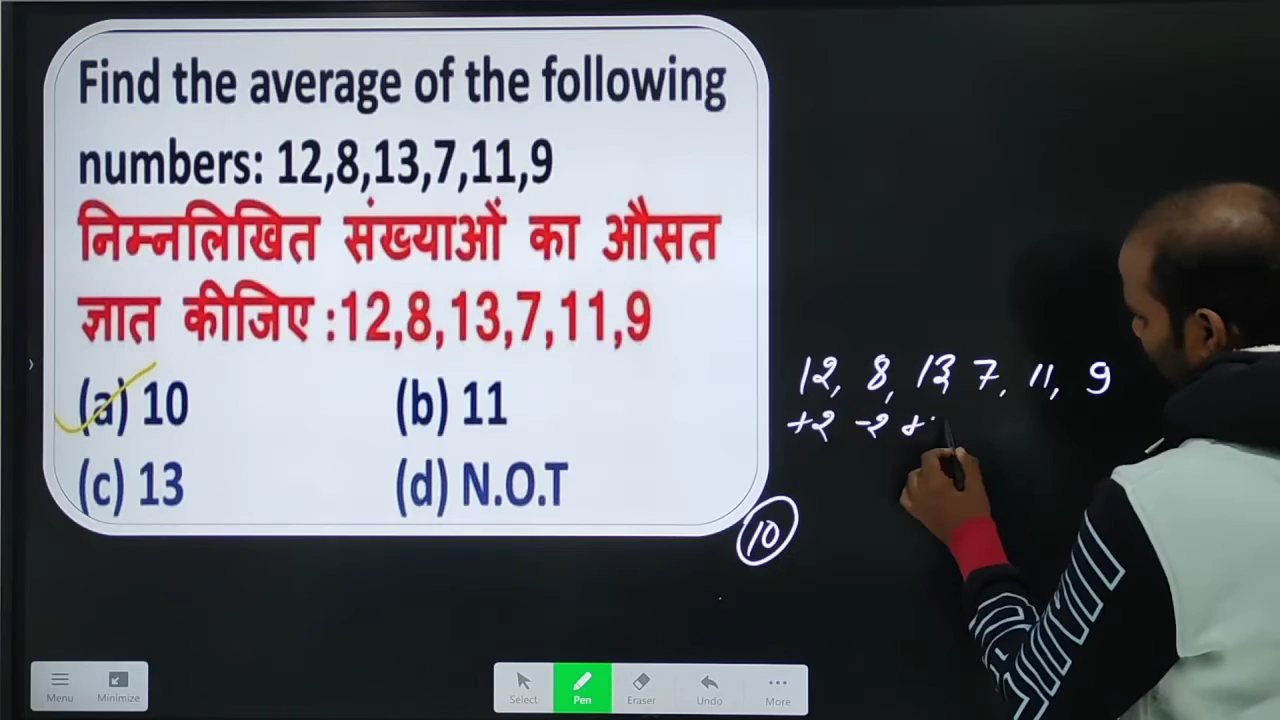 Find the average of the following
numbers: 12,8,13,7,11,9
निम्नलिखित संख्याओं का औसत
ज्ञात कीजिए :12,8,13,7,11,9
(a) 10 (b) 11
(c) 13 (d) N.O.T
12, 8, 13, 7, 11, 9
+2 -2 +
10
Menu Minimize Select Pen Eraser Undo More